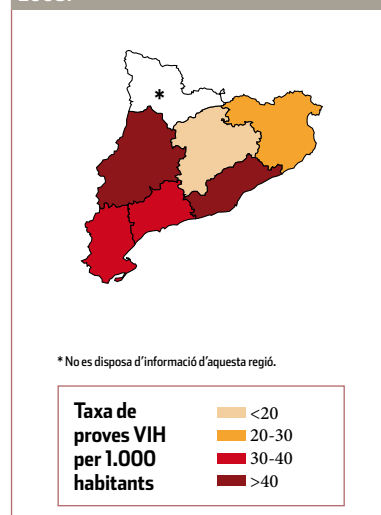 *
* No es disposa d'informació d'aquesta regió.
Taxa de
proves VIH
per 1.000
habitants
<20
20-30
30-40
>40